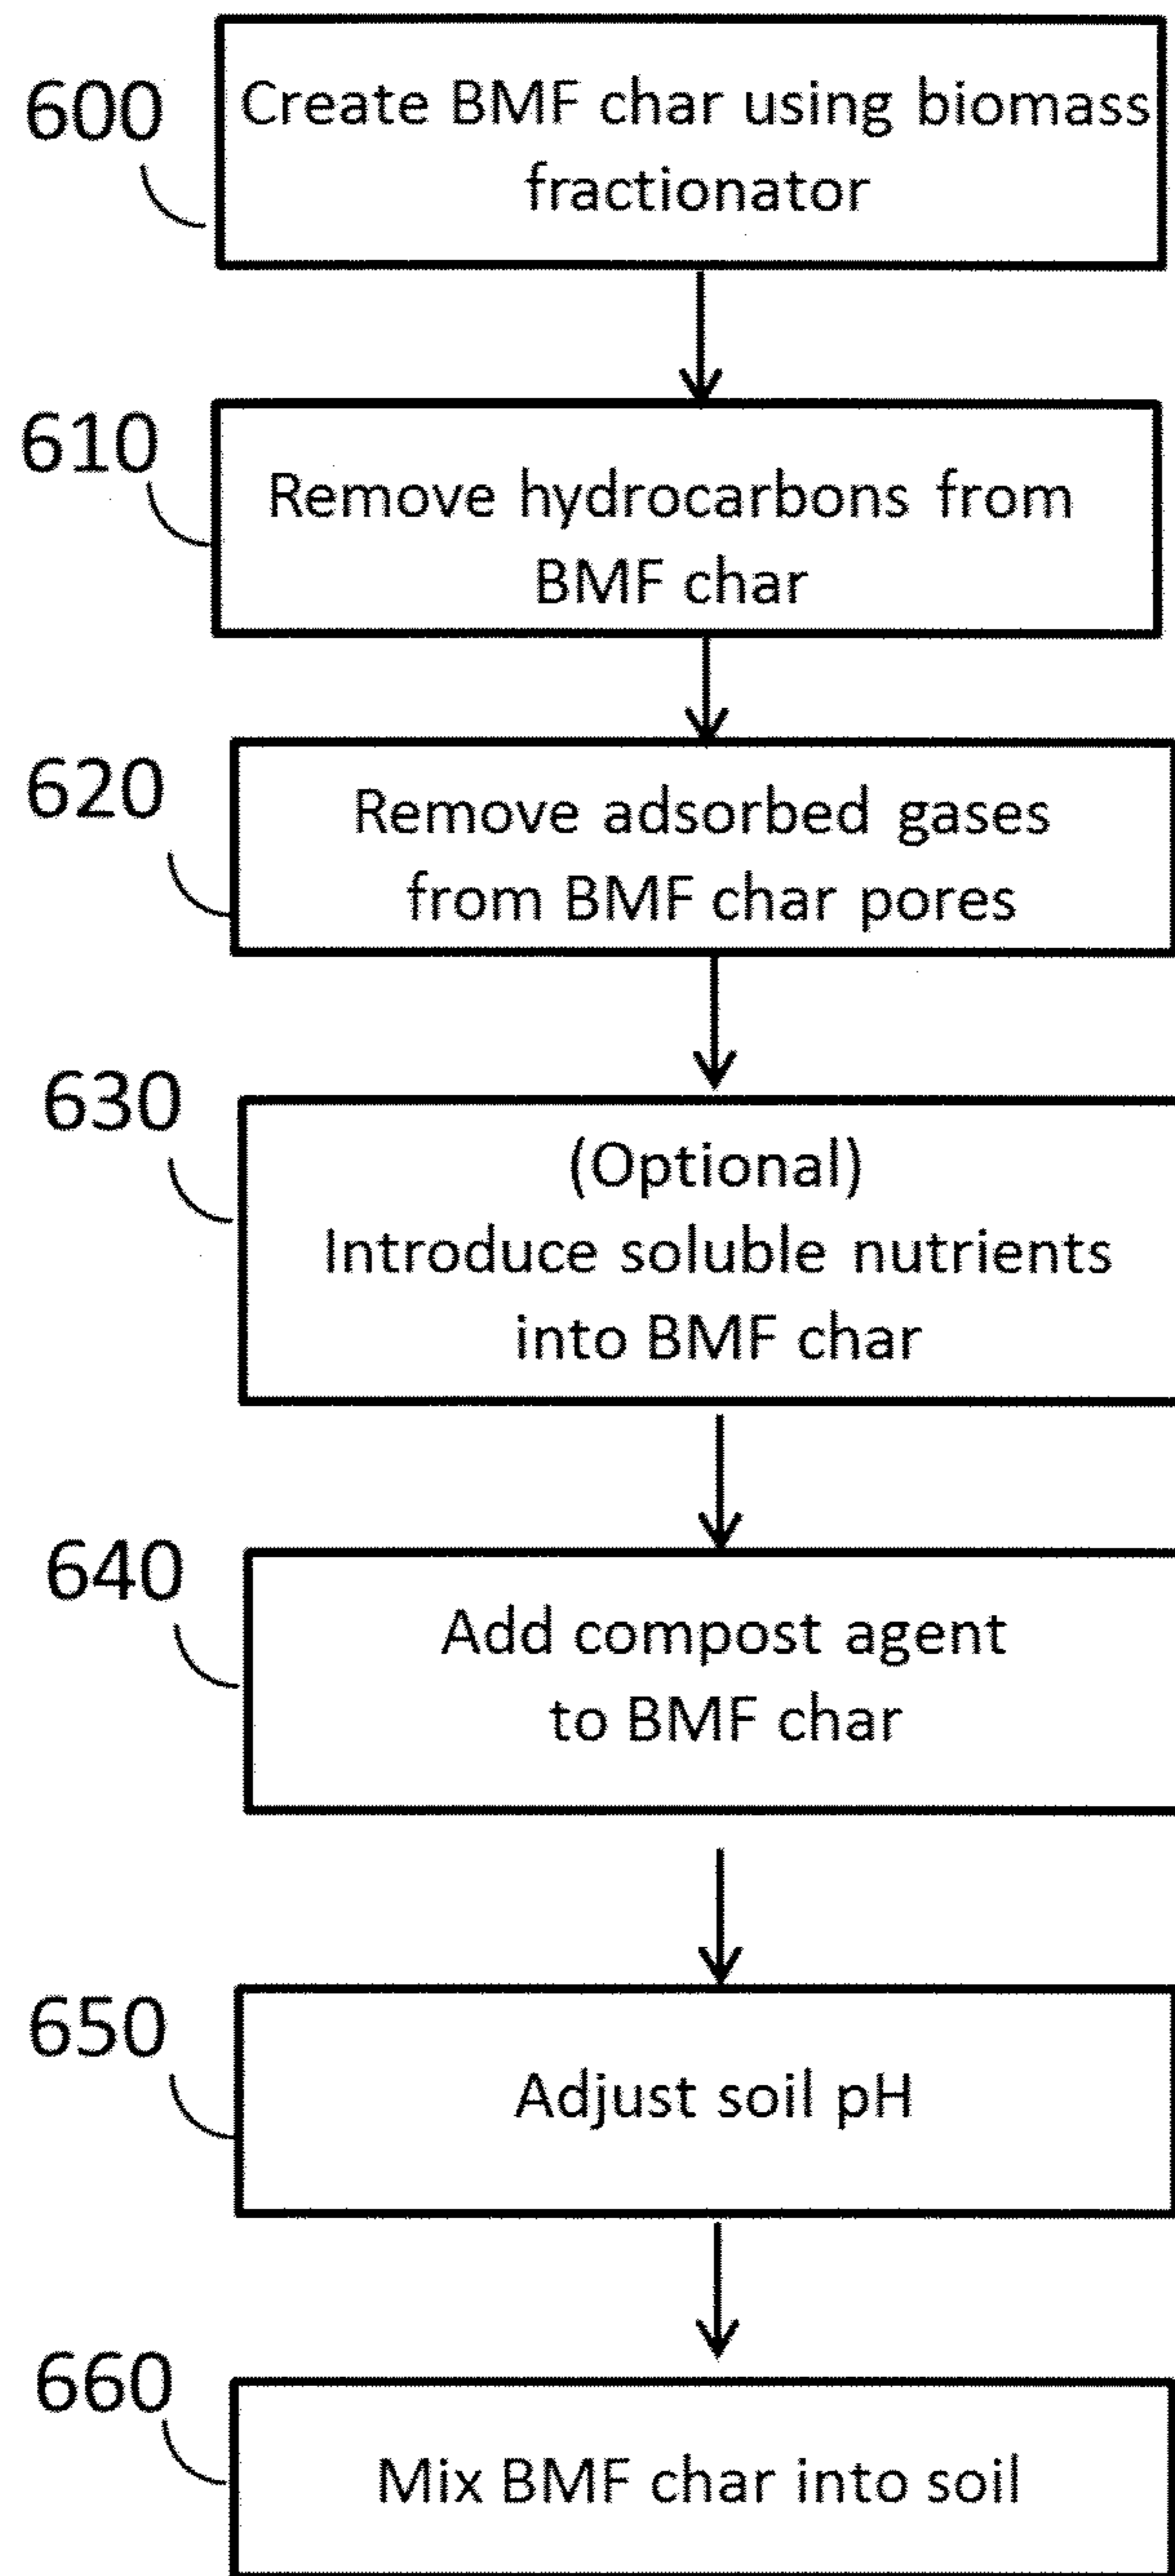 600
Create BMF char using biomass
fractionator
610
Remove hydrocarbons from
BMF char
620
Remove adsorbed gases
from BMF char pores
630
(Optional)
Introduce soluble nutrients
into BMF char
640
Add compost agent
to BMF char
650
Adjust soil pH
660
Mix BMF char into soil